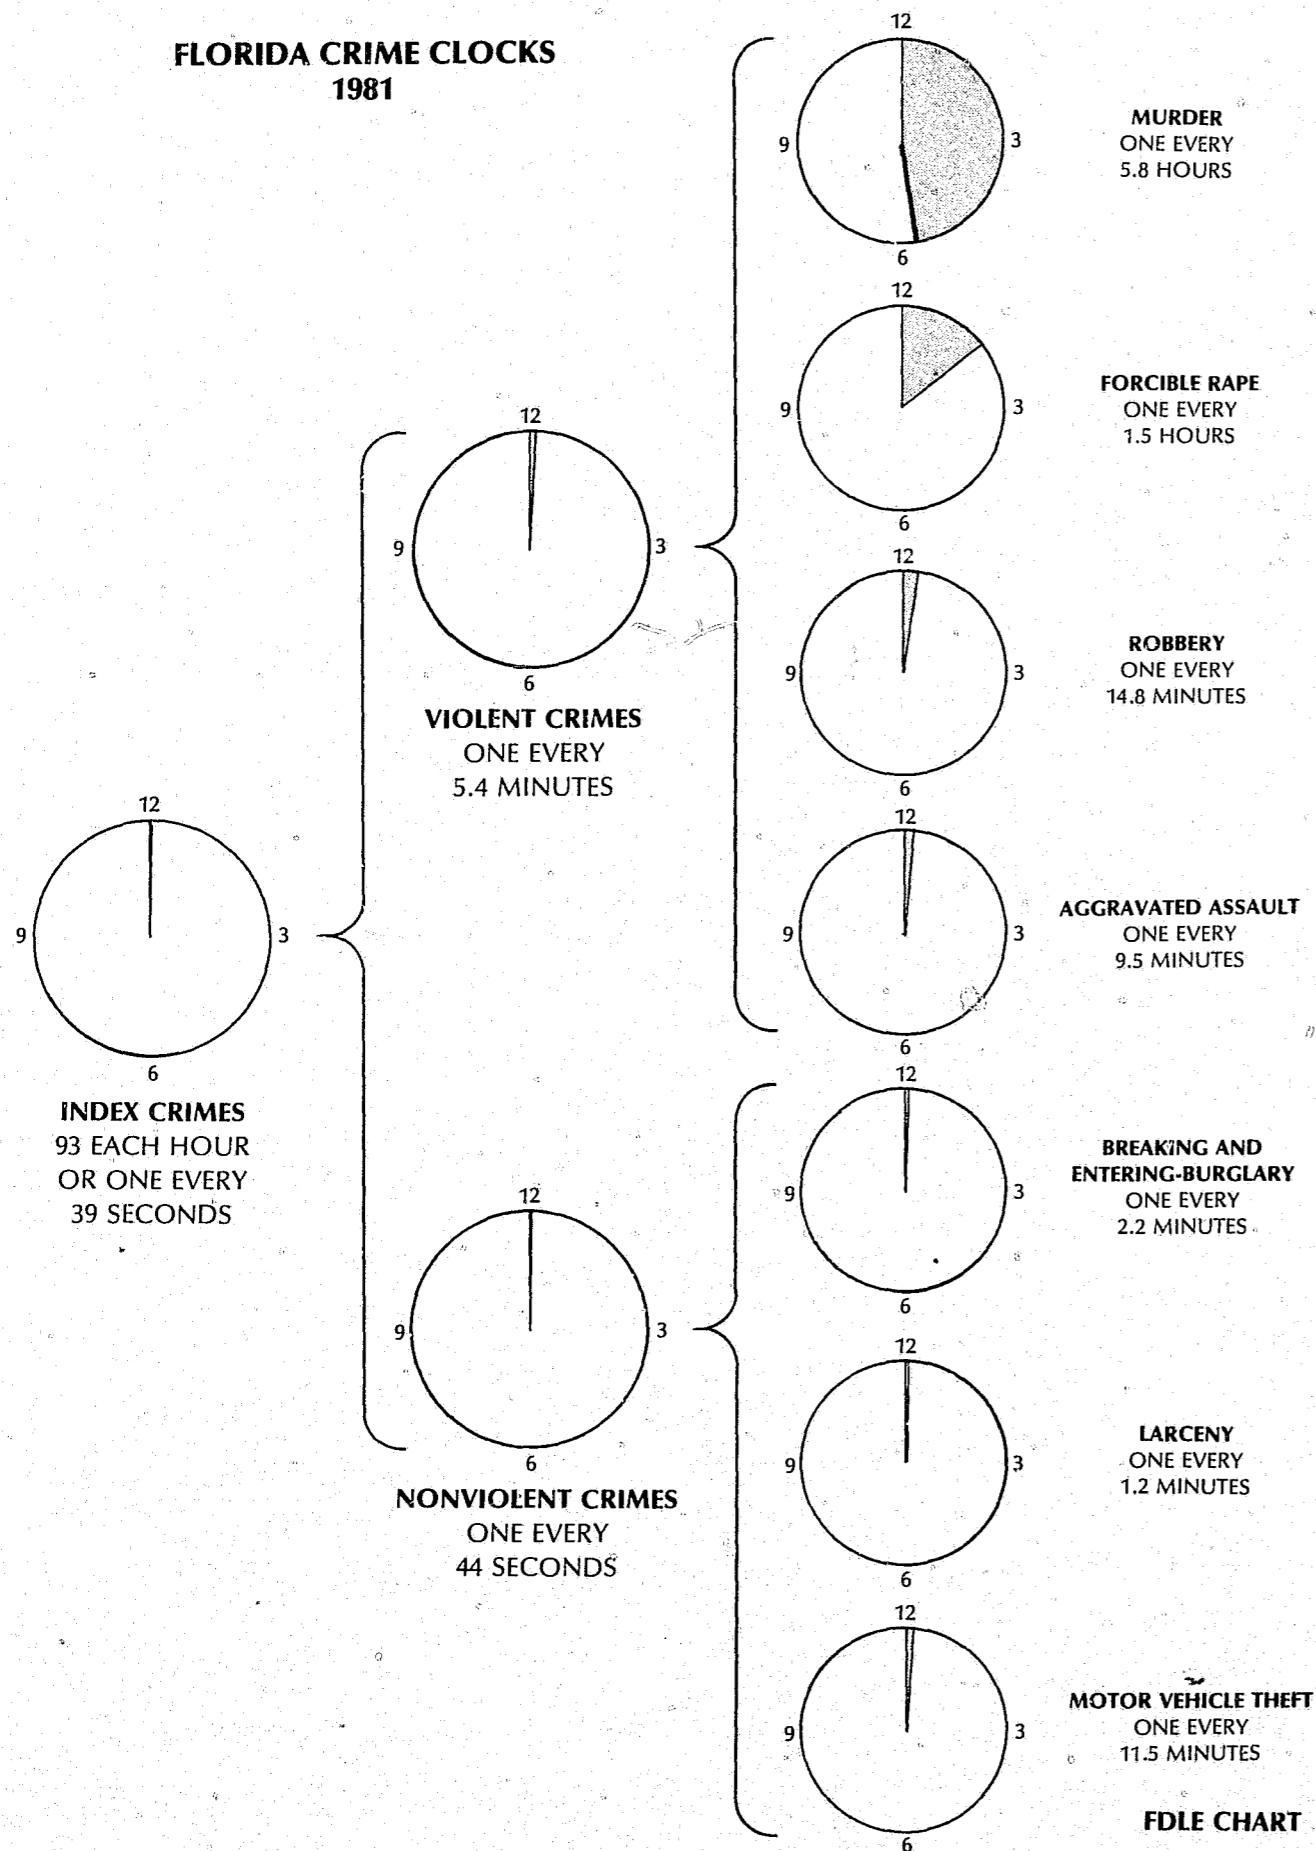 FLORIDA CRIME CLOCKS
1981
12
3
6
9
INDEX CRIMES
93 EACH HOUR
OR ONE EVERY
39 SECONDS
12
3
6
9
VIOLENT CRIMES
ONE EVERY
5.4 MINUTES
12
3
6
9
NONVIOLENT CRIMES
ONE EVERY
44 SECONDS
12
3
6
9
MURDER
ONE EVERY
5.8 HOURS
12
3
6
9
FORCIBLE RAPE
ONE EVERY
1.5 HOURS
12
3
6
9
ROBBERY
ONE EVERY
14.8 MINUTES
12
3
6
9
AGGRAVATED ASSAULT
ONE EVERY
9.5 MINUTES
12
3
6
9
BREAKING AND
ENTERING-BURGLARY
ONE EVERY
2.2 MINUTES
12
3
6
9
LARCENY
ONE EVERY
1.2 MINUTES
12
3
6
9
MOTOR VEHICLE THEFT
ONE EVERY
11.5 MINUTES
FDLE CHART